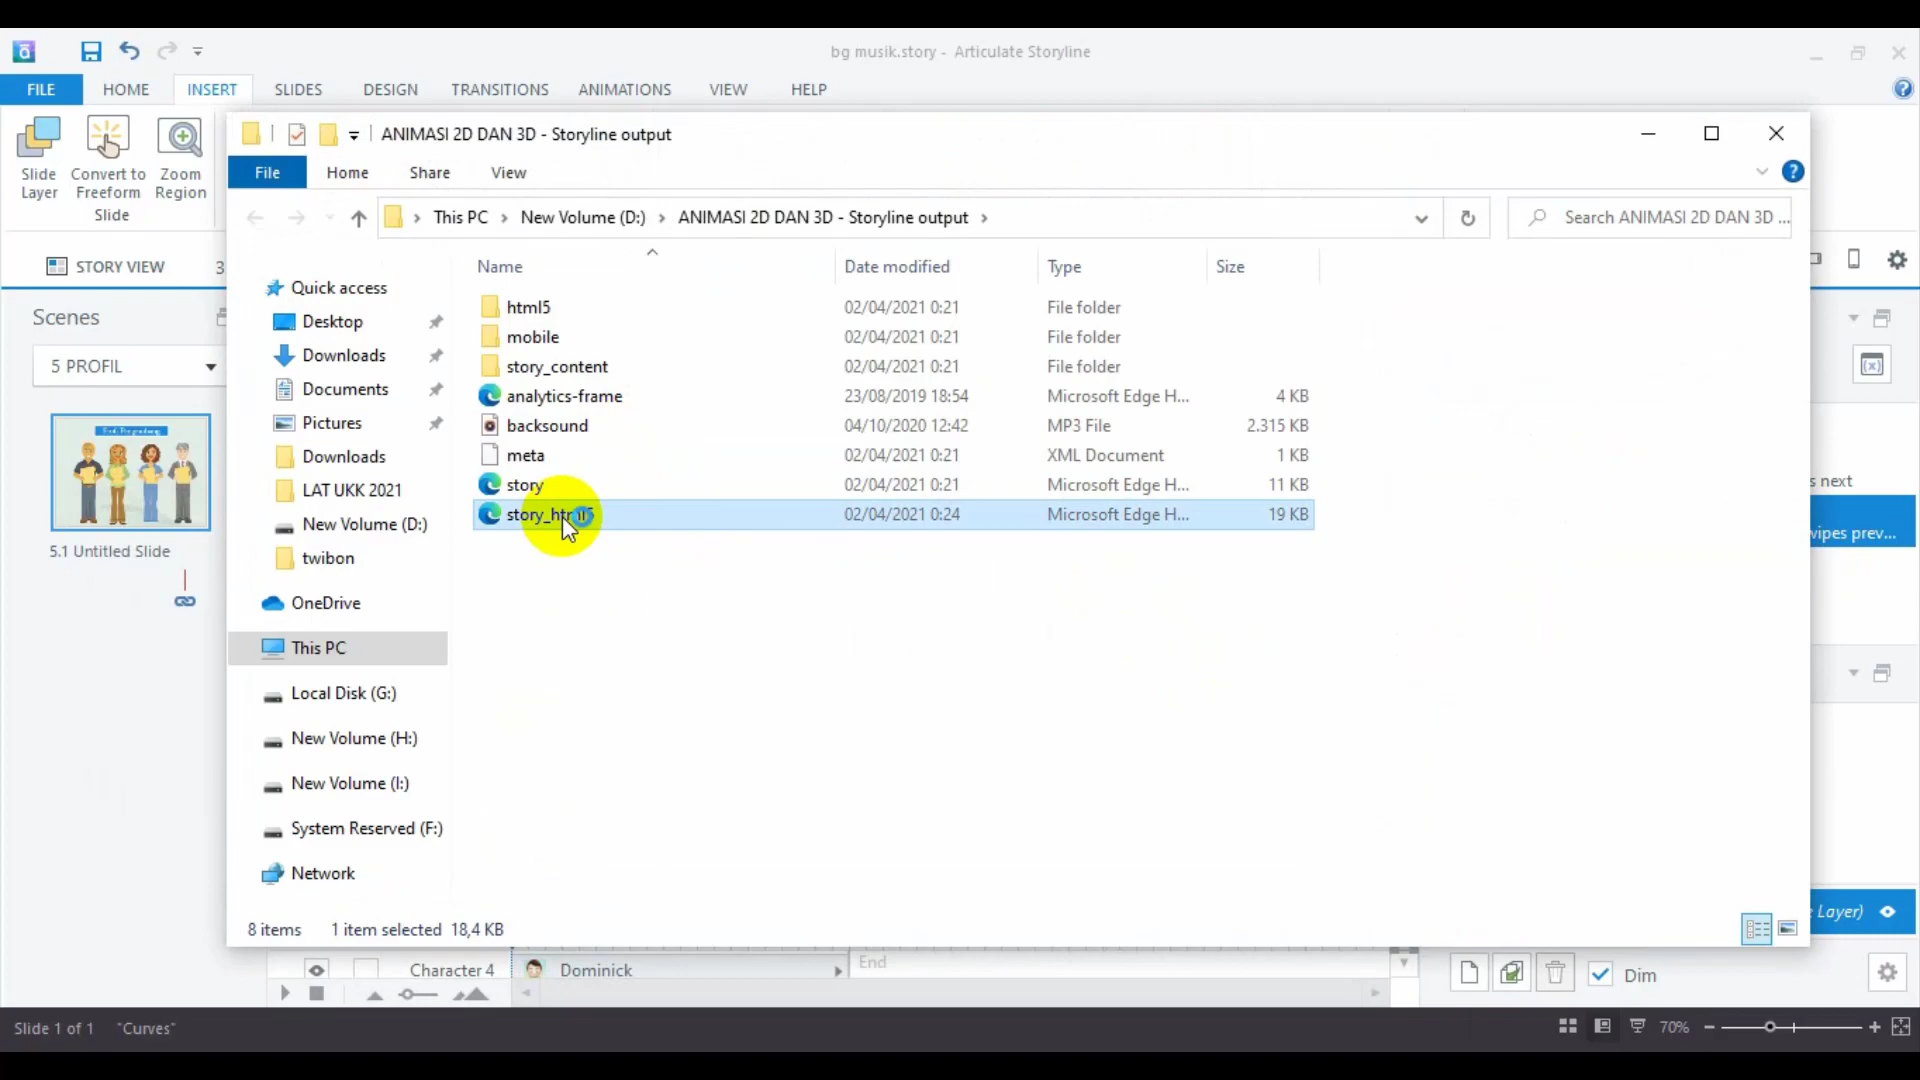 bg musik.story - Articulate Storyline
FILE HOME INSERT SLIDES DESIGN TRANSITIONS ANIMATIONS VIEW HELP
Slide Layer
Convert to Freeform
Zoom Region
Slide
STORY VIEW 3
Scenes
5 PROFIL
5.1 Untitled Slide
ANIMASI 2D DAN 3D - Storyline output
File Home Share View
This PC New Volume (D:) ANIMASI 2D DAN 3D - Storyline output
Search ANIMASI 2D DAN 3D ...
Quick access
Desktop
Downloads
Documents
Pictures
Downloads
LAT UKK 2021
New Volume (D:)
twibon
OneDrive
This PC
Local Disk (G:)
New Volume (H:)
New Volume (I:)
System Reserved (F:)
Network
Name Date modified Type Size
html5 02/04/2021 0:21 File folder
mobile 02/04/2021 0:21 File folder
story_content 02/04/2021 0:21 File folder
analytics-frame 23/08/2019 18:54 Microsoft Edge H... 4 KB
backsound 04/10/2020 12:42 MP3 File 2.315 KB
meta 02/04/2021 0:21 XML Document 1 KB
story 02/04/2021 0:21 Microsoft Edge H... 11 KB
story_html5 02/04/2021 0:24 Microsoft Edge H... 19 KB
8 items 1 item selected 18,4 KB
s next
wipes prev...
Layer)
Character 4
Dominick
End
Dim
Slide 1 of 1 "Curves"
70%